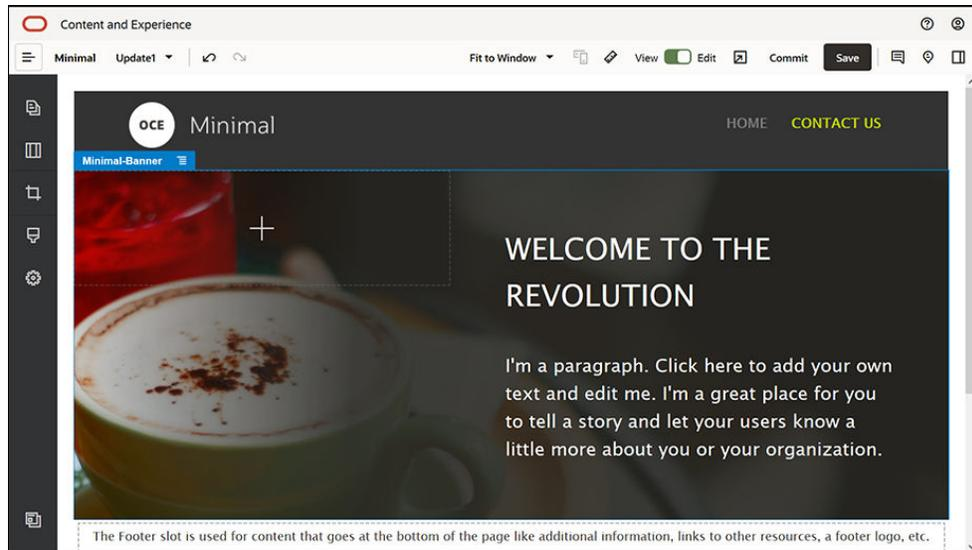 Content and Experience
Minimal Update1 Fit to Window View Edit Commit Save
OCE Minimal HOME CONTACT US
Minimal-Banner
WELCOME TO THE
REVOLUTION
I'm a paragraph. Click here to add your own
text and edit me. I'm a great place for you
to tell a story and let your users know a
little more about you or your organization.
The Footer slot is used for content that goes at the bottom of the page like additional information, links to other resources, a footer logo, etc.